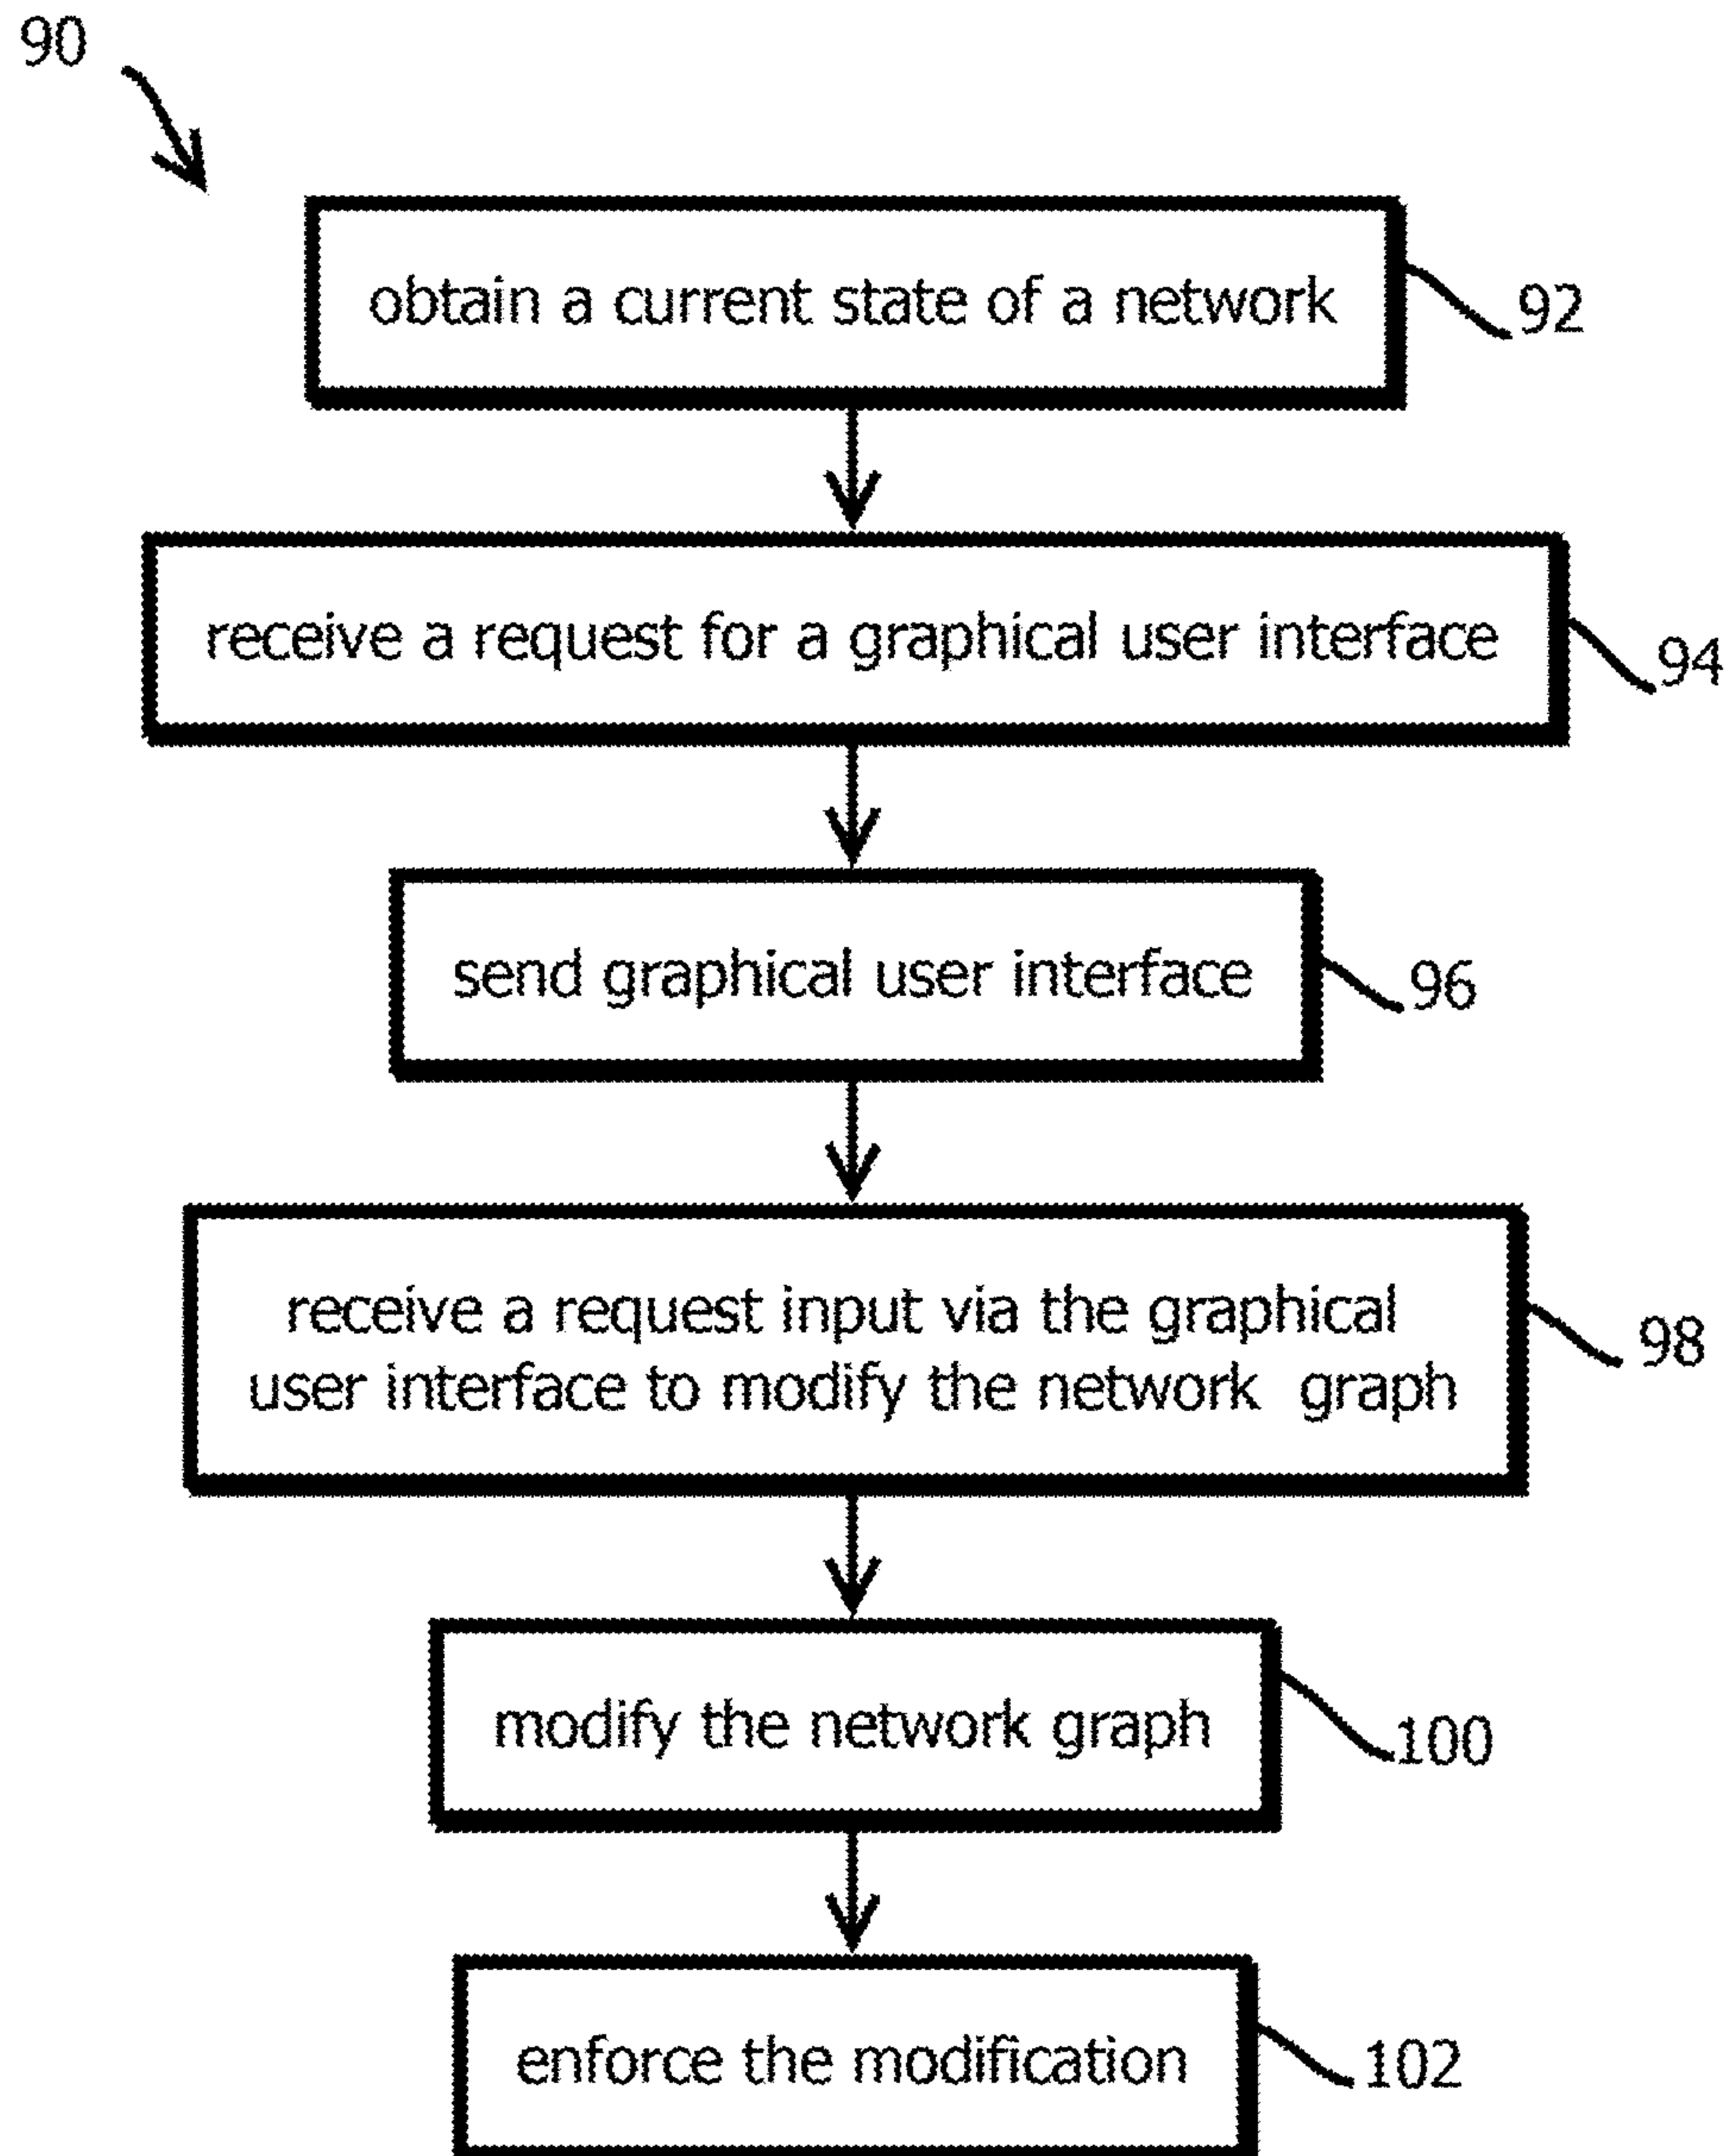 90
obtain a current state of a network
92
receive a request for a graphical user interface
94
send graphical user interface
96
receive a request input via the graphical
user interface to modify the network graph
98
modify the network graph
100
enforce the modification
102